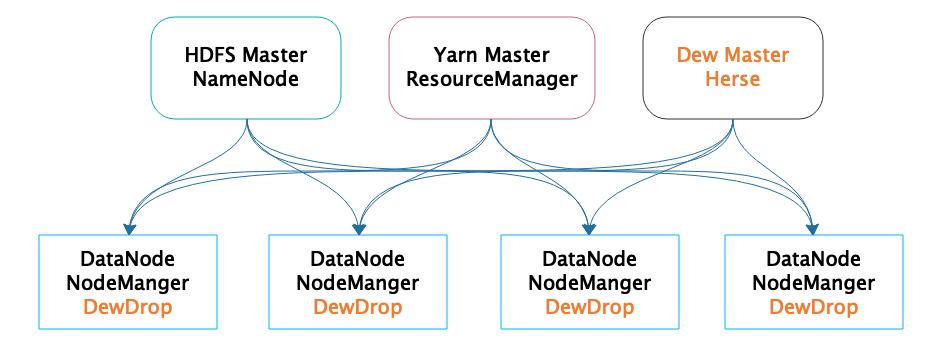 HDFS Master
NameNode
Yarn Master
ResourceManager
Dew Master
Herse
DataNode
NodeManger
DewDrop
DataNode
NodeManger
DewDrop
DataNode
NodeManger
DewDrop
DataNode
NodeManger
DewDrop